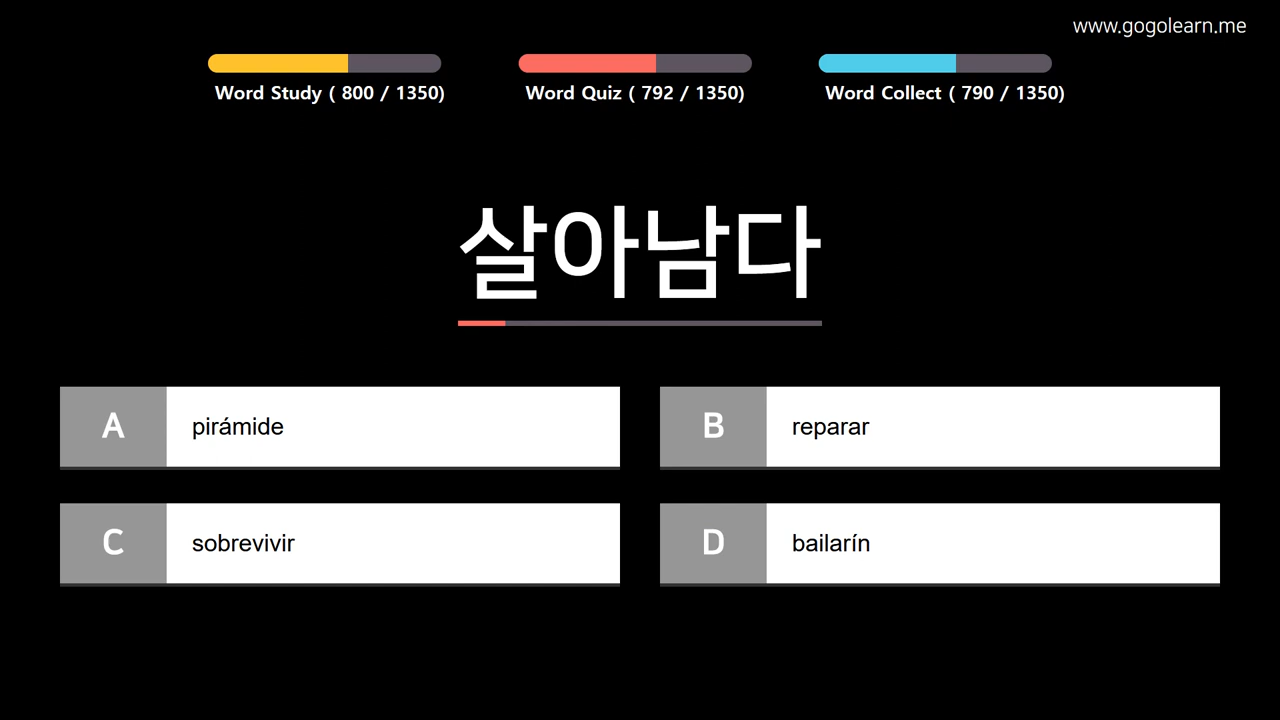 www.gogolearn.me
Word Study ( 800 / 1350)
Word Quiz ( 792 / 1350)
Word Collect ( 790 / 1350)
살아남다
A pirámide
B reparar
C sobrevivir
D bailarín